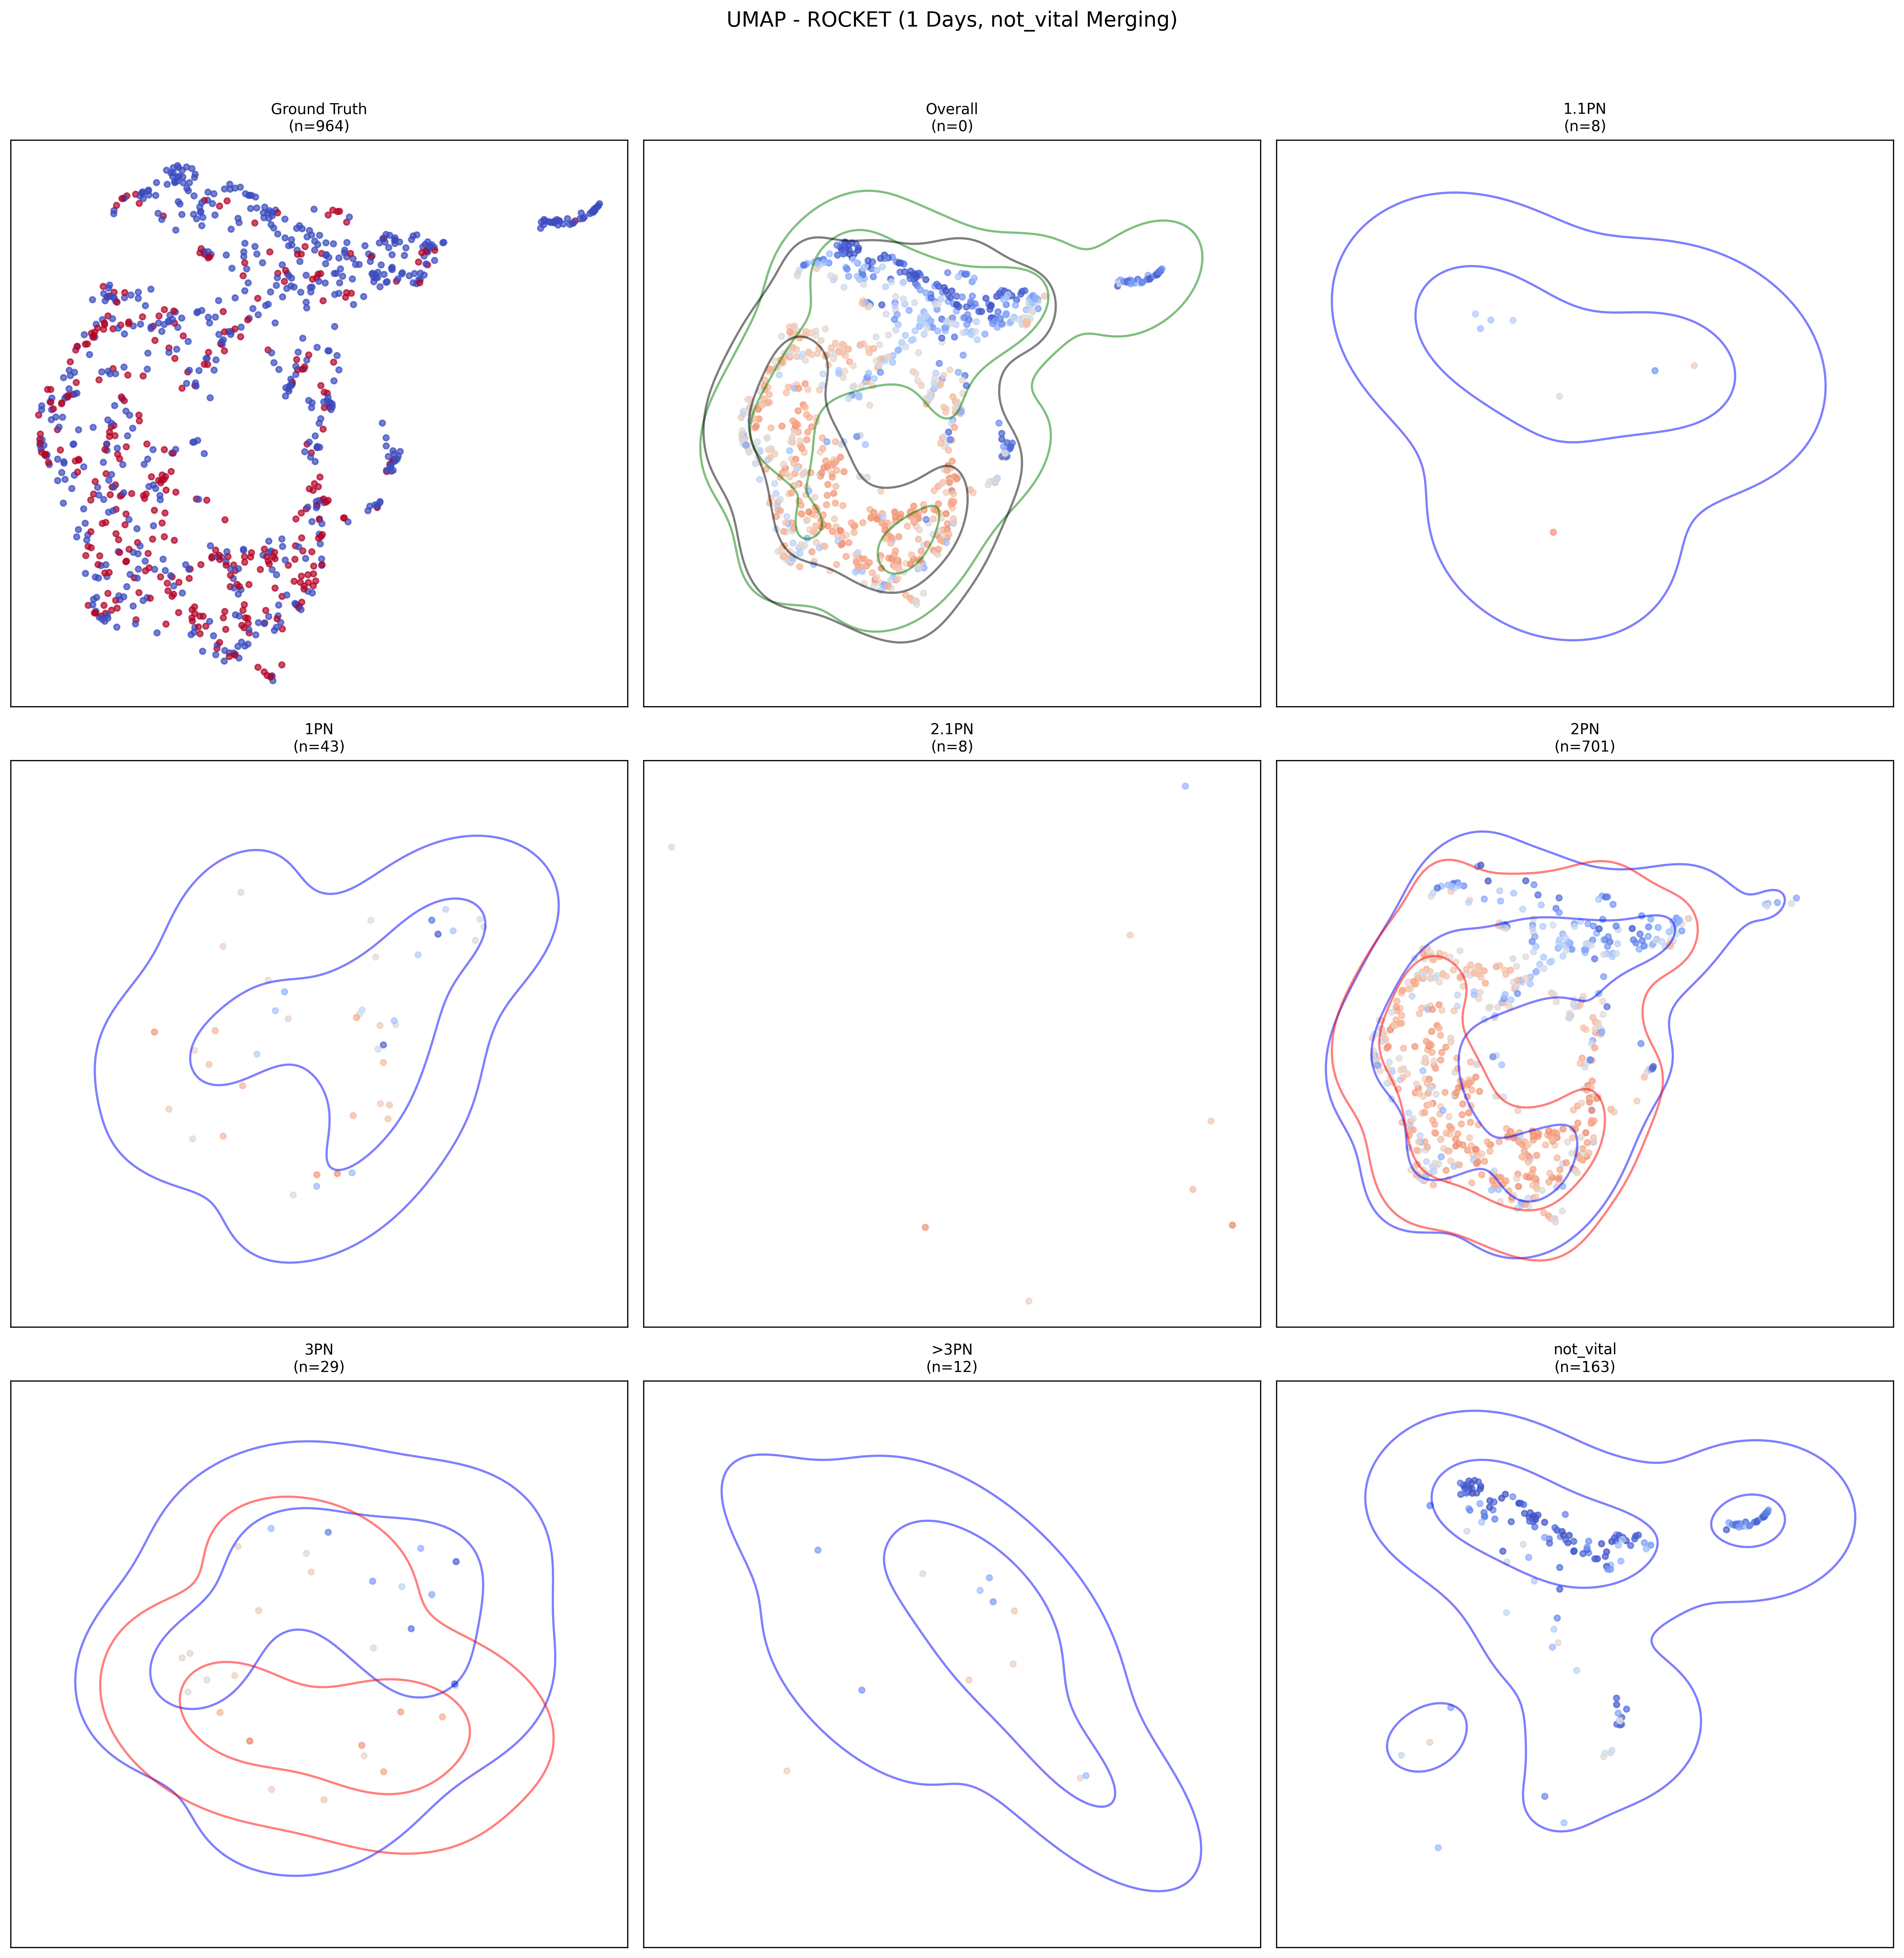 UMAP - ROCKET (1 Days, not_vital Merging)
Ground Truth
(n=964)
Overall
(n=0)
1.1PN
(n=8)
1PN
(n=43)
2.1PN
(n=8)
2PN
(n=701)
3PN
(n=29)
>3PN
(n=12)
not_vital
(n=163)